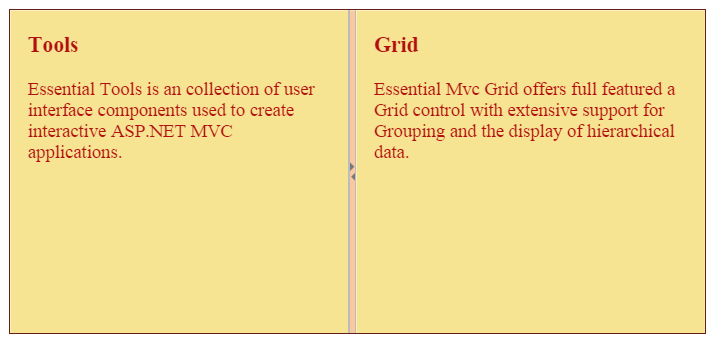 Tools
Essential Tools is an collection of user
interface components used to create
interactive ASP.NET MVC
applications.
Grid
Essential Mvc Grid offers full featured a
Grid control with extensive support for
Grouping and the display of hierarchical
data.